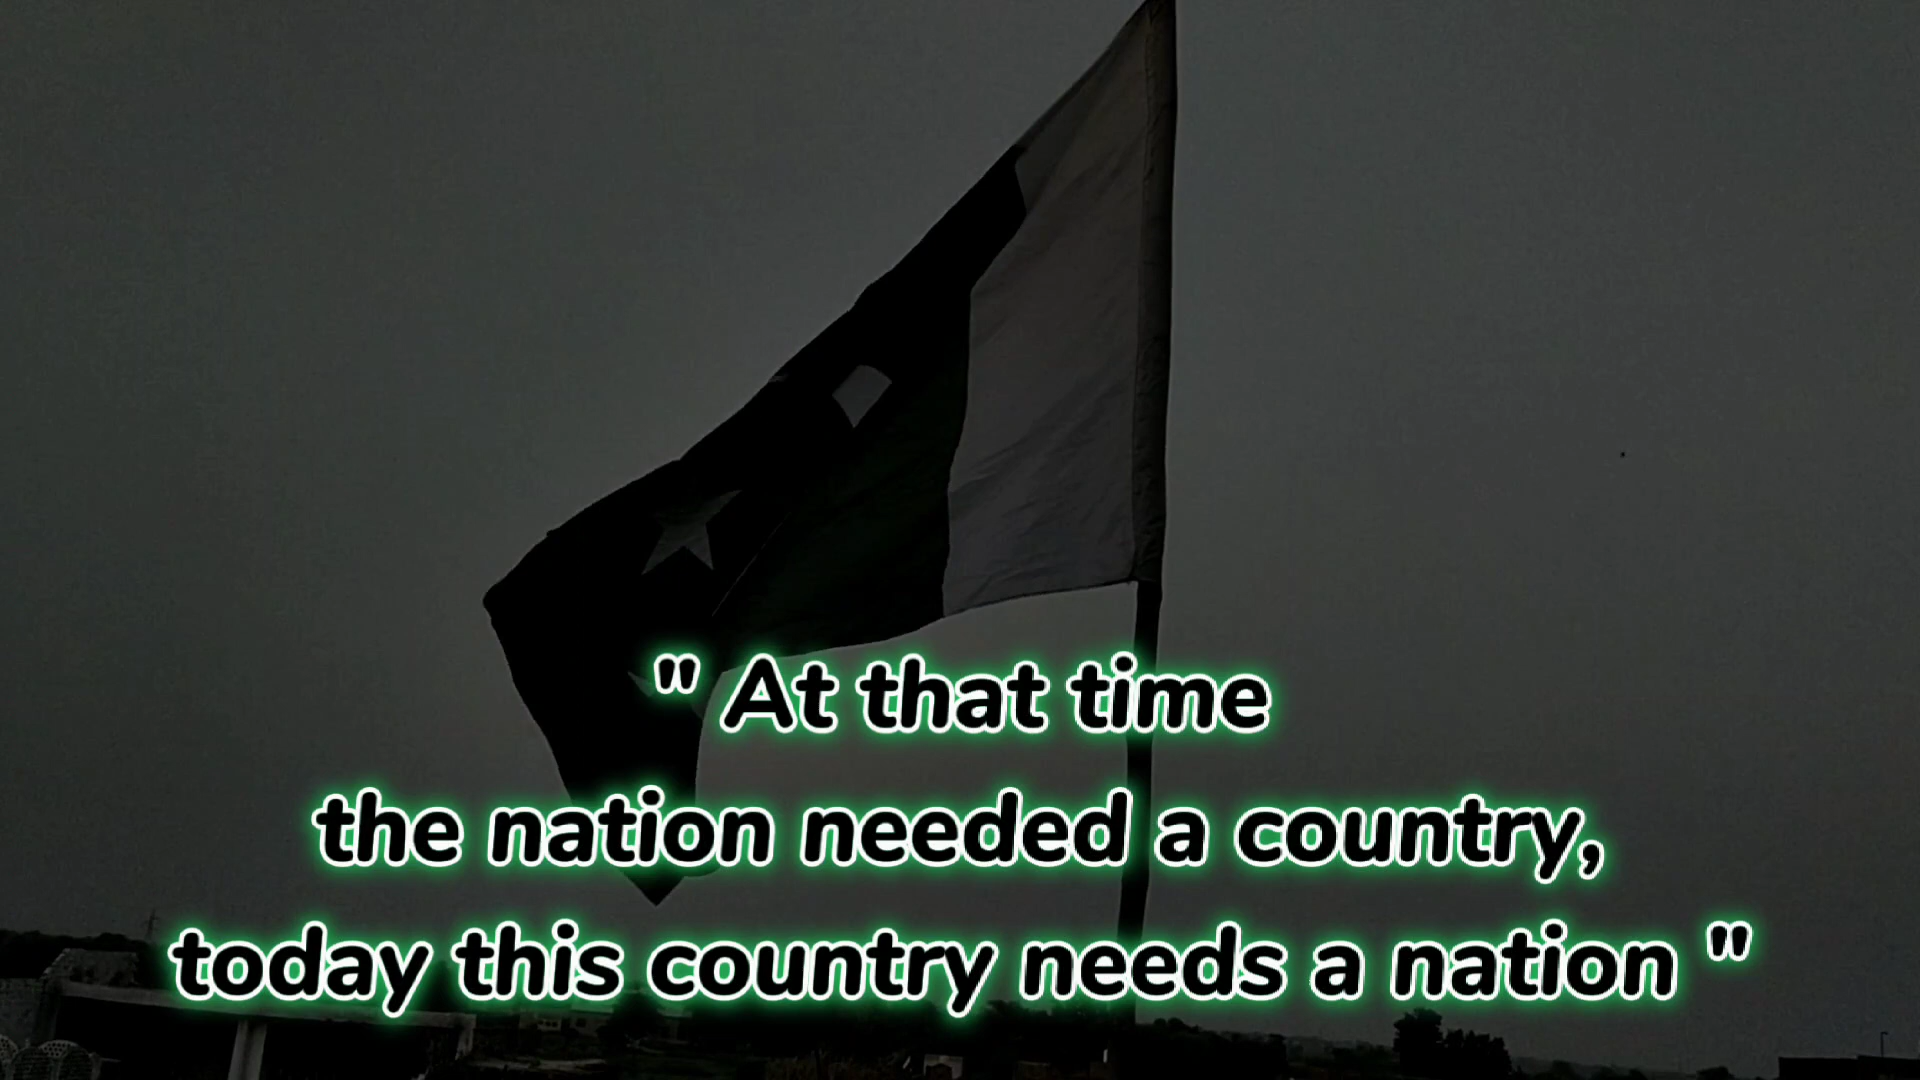 " At that time
the nation needed a country,
today this country needs a nation "